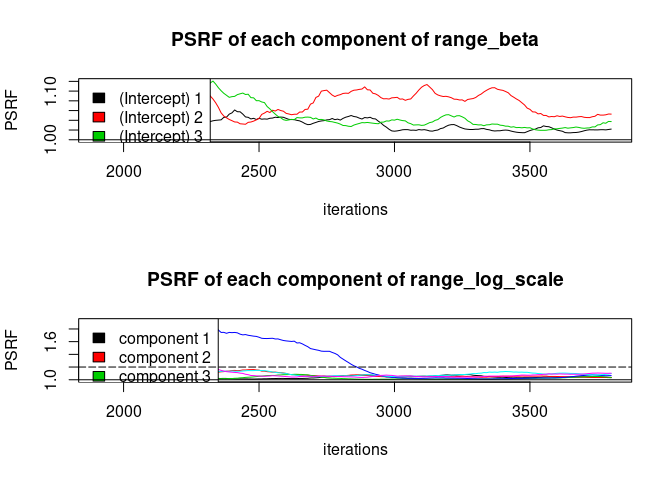 PSRF of each component of range_beta
PSRF
1.00 1.10
(Intercept) 1
(Intercept) 2
(Intercept) 3
2000 2500 3000 3500
iterations
PSRF of each component of range_log_scale
PSRF
1.0 1.6
component 1
component 2
component 3
2000 2500 3000 3500
iterations